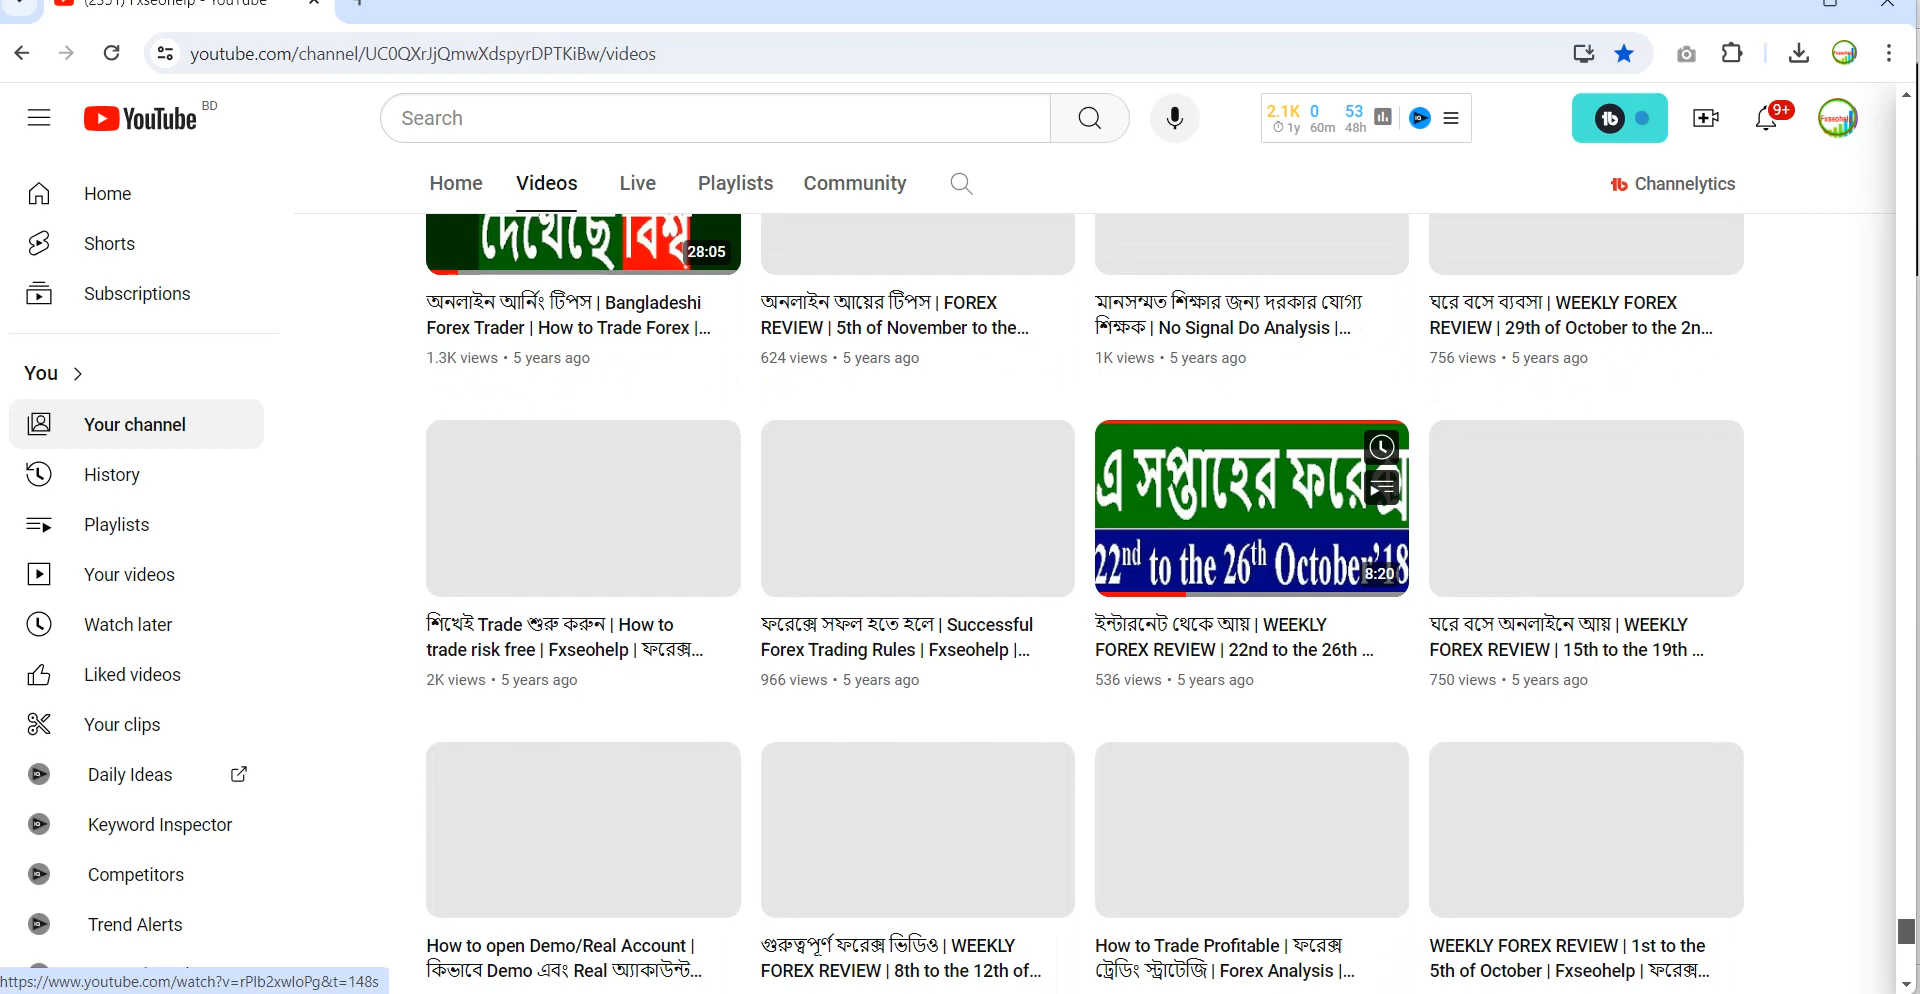 (2351) Fxseohelp - YouTube
youtube.com/channel/UC0QXrJjQmwXdspyrDPTKiBw/videos
YouTube BD
Search
2.1K 0 53
1y 60m 48h
9+
Home Videos Live Playlists Community
Channelytics
Home
Shorts
Subscriptions
You
Your channel
History
Playlists
Your videos
Watch later
Liked videos
Your clips
Daily Ideas
Keyword Inspector
Competitors
Trend Alerts
দেখেছে বিশ্ব
28:05
অনলাইন আর্নিং টিপস | Bangladeshi
Forex Trader | How to Trade Forex |...
1.3K views • 5 years ago
অনলাইন আয়ের টিপস | FOREX
REVIEW | 5th of November to the...
624 views • 5 years ago
মানসম্মত শিক্ষার জন্য দরকার যোগ্য
শিক্ষক | No Signal Do Analysis |...
1K views • 5 years ago
ঘরে বসে ব্যবসা | WEEKLY FOREX
REVIEW | 29th of October to the 2n...
756 views • 5 years ago
শিখেই Trade শুরু করুন | How to
trade risk free | Fxseohelp | ফরেক্স...
2K views • 5 years ago
ফরেক্সে সফল হতে হলে | Successful
Forex Trading Rules | Fxseohelp |...
966 views • 5 years ago
এ সপ্তাহের ফরেক্স
22nd to the 26th October'18
8:20
ইন্টারনেট থেকে আয় | WEEKLY
FOREX REVIEW | 22nd to the 26th ...
536 views • 5 years ago
ঘরে বসে অনলাইনে আয় | WEEKLY
FOREX REVIEW | 15th to the 19th ...
750 views • 5 years ago
How to open Demo/Real Account |
কিভাবে Demo এবং Real অ্যাকাউন্ট...
গুরুত্বপূর্ণ ফরেক্স ভিডিও | WEEKLY
FOREX REVIEW | 8th to the 12th of...
How to Trade Profitable | ফরেক্স
ট্রেডিং স্ট্রাটেজি | Forex Analysis |...
WEEKLY FOREX REVIEW | 1st to the
5th of October | Fxseohelp | ফরেক্স...
https://www.youtube.com/watch?v=rPIb2xwIoPg&t=148s